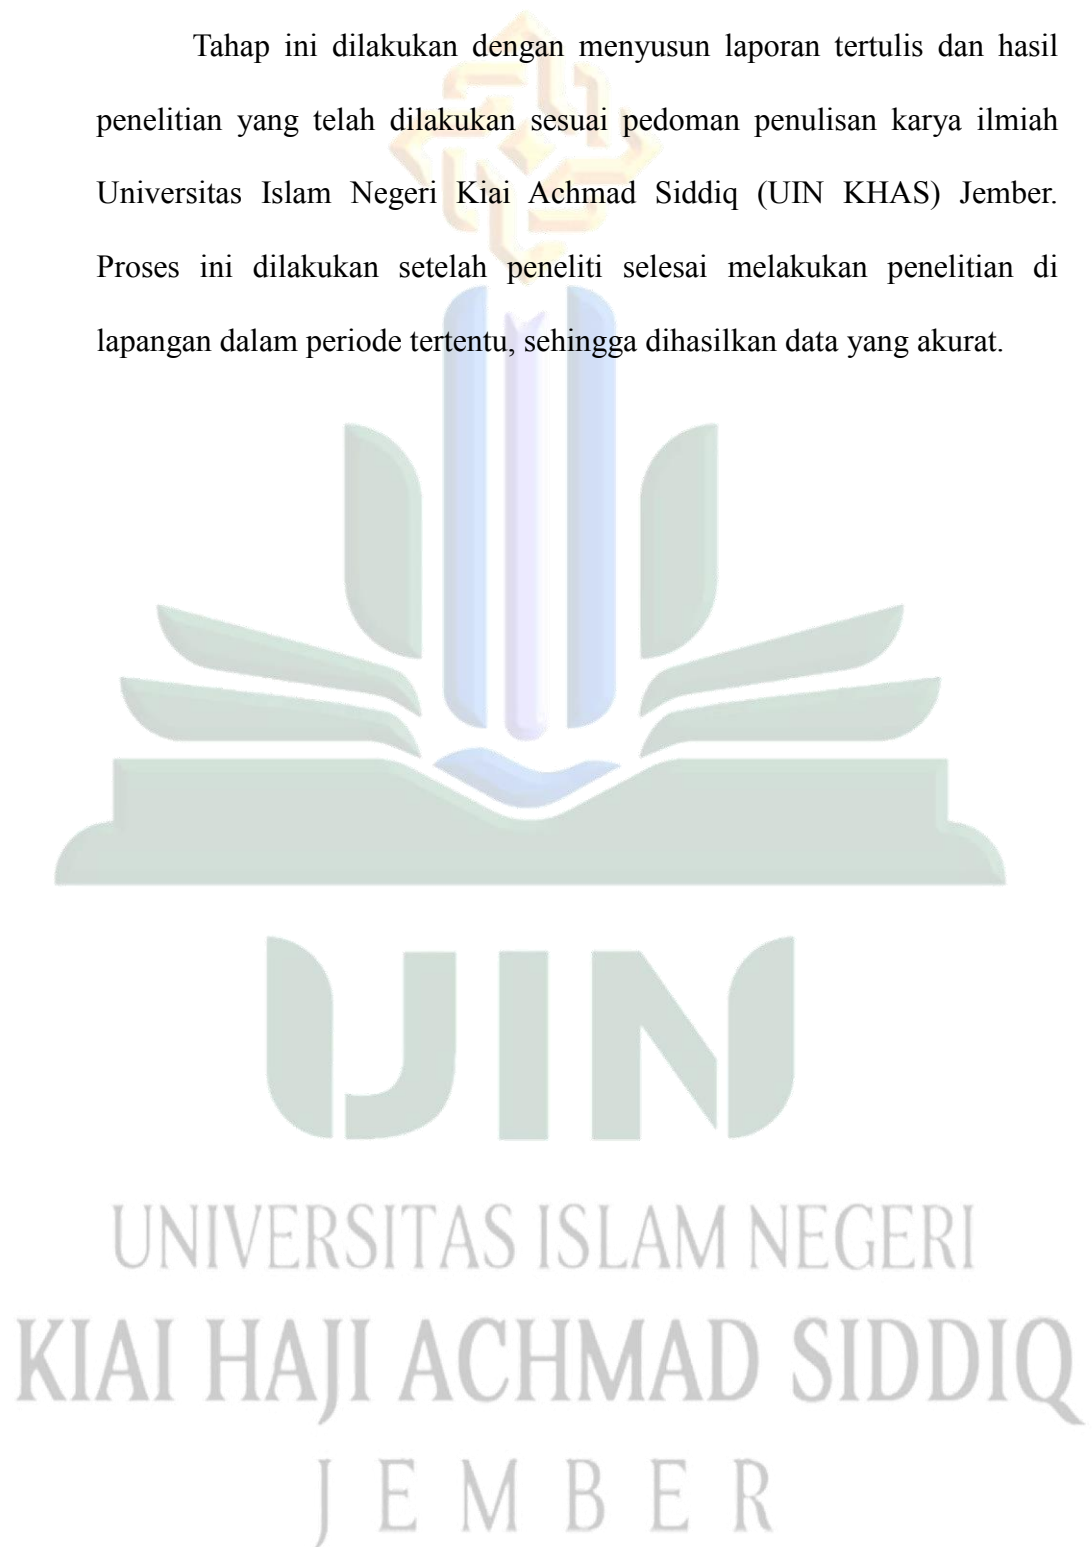 Tahap ini dilakukan dengan menyusun laporan tertulis dan hasil
penelitian yang telah dilakukan sesuai pedoman penulisan karya ilmiah
Universitas Islam Negeri Kiai Achmad Siddiq (UIN KHAS) Jember.
Proses ini dilakukan setelah peneliti selesai melakukan penelitian di
lapangan dalam periode tertentu, sehingga dihasilkan data yang akurat.
UIN
UNIVERSITAS ISLAM NEGERI
KIAI HAJI ACHMAD SIDDIQ
JEMBER